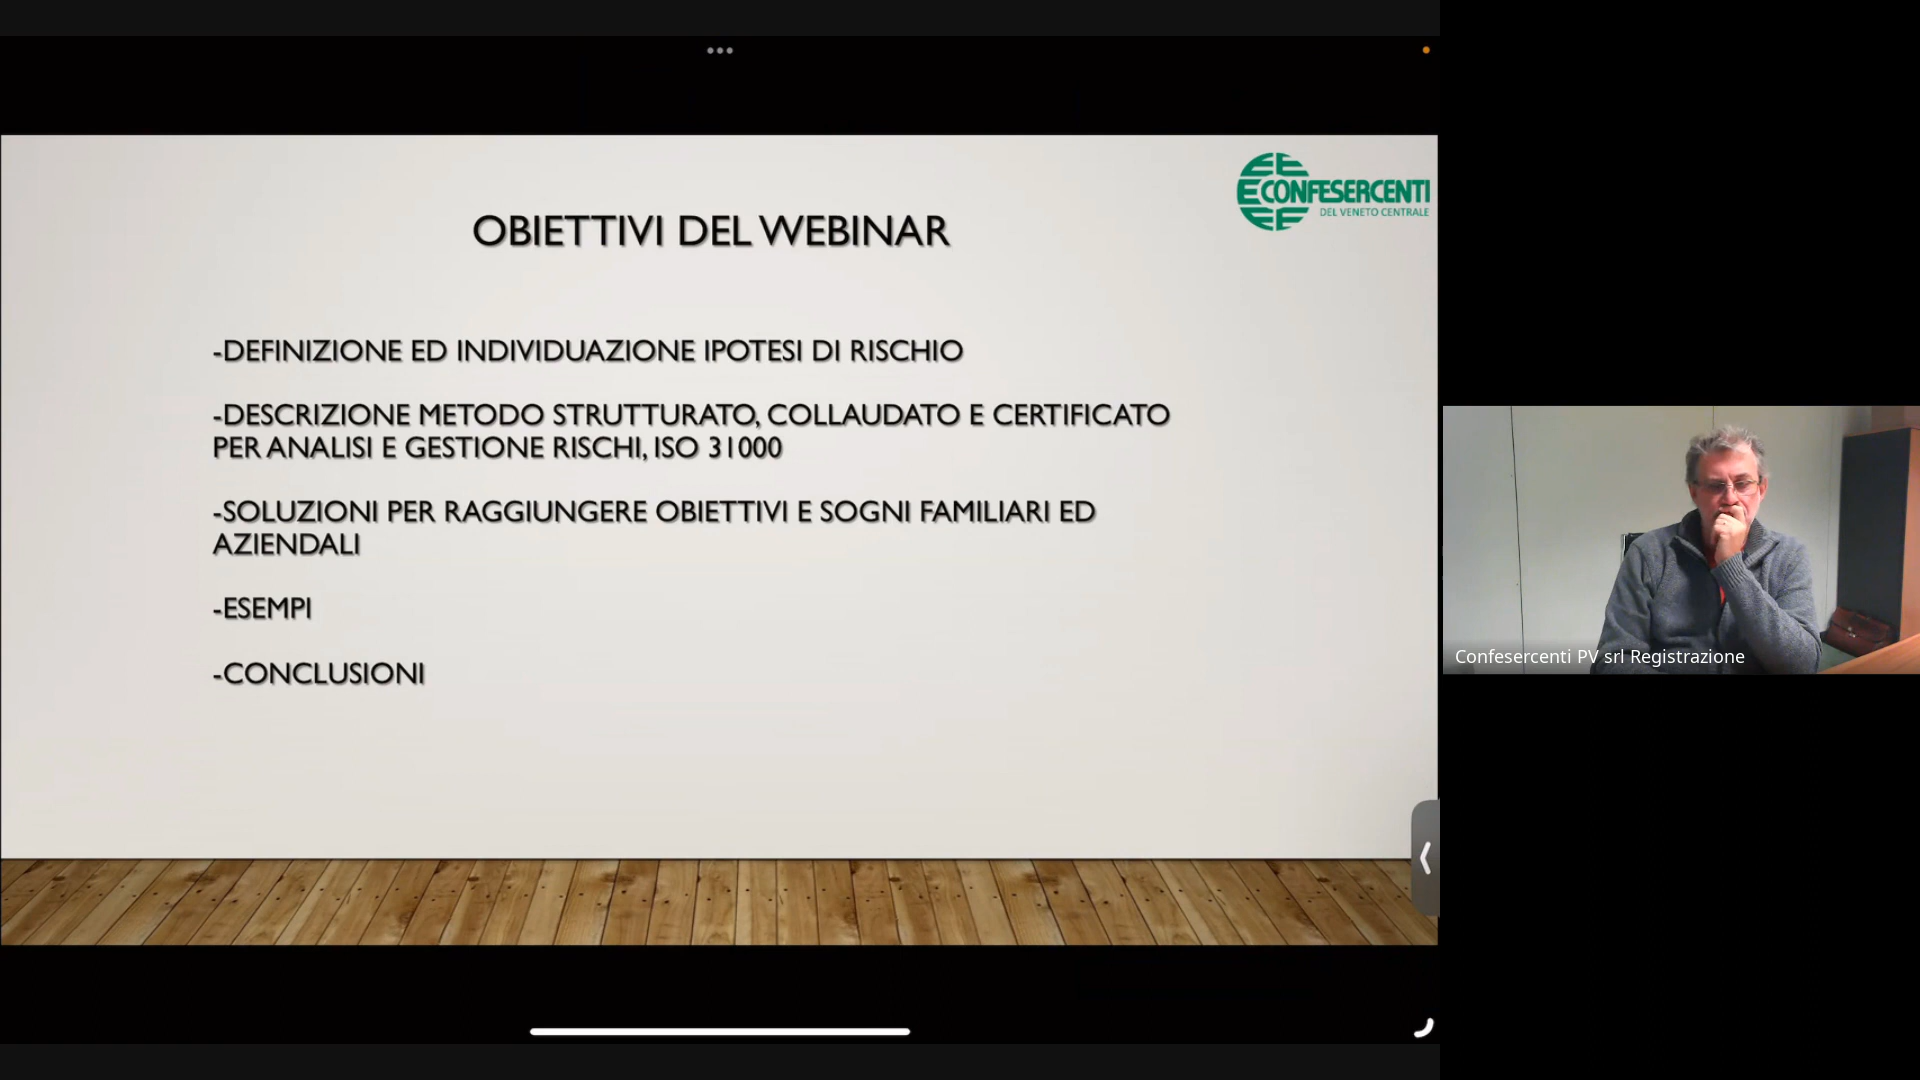 CONFESERCENTI
DEL VENETO CENTRALE
OBIETTIVI DEL WEBINAR
-DEFINIZIONE ED INDIVIDUAZIONE IPOTESI DI RISCHIO
-DESCRIZIONE METODO STRUTTURATO, COLLAUDATO E CERTIFICATO
PER ANALISI E GESTIONE RISCHI, ISO 31000
-SOLUZIONI PER RAGGIUNGERE OBIETTIVI E SOGNI FAMILIARI ED
AZIENDALI
-ESEMPI
-CONCLUSIONI
Confesercenti PV srl Registrazione